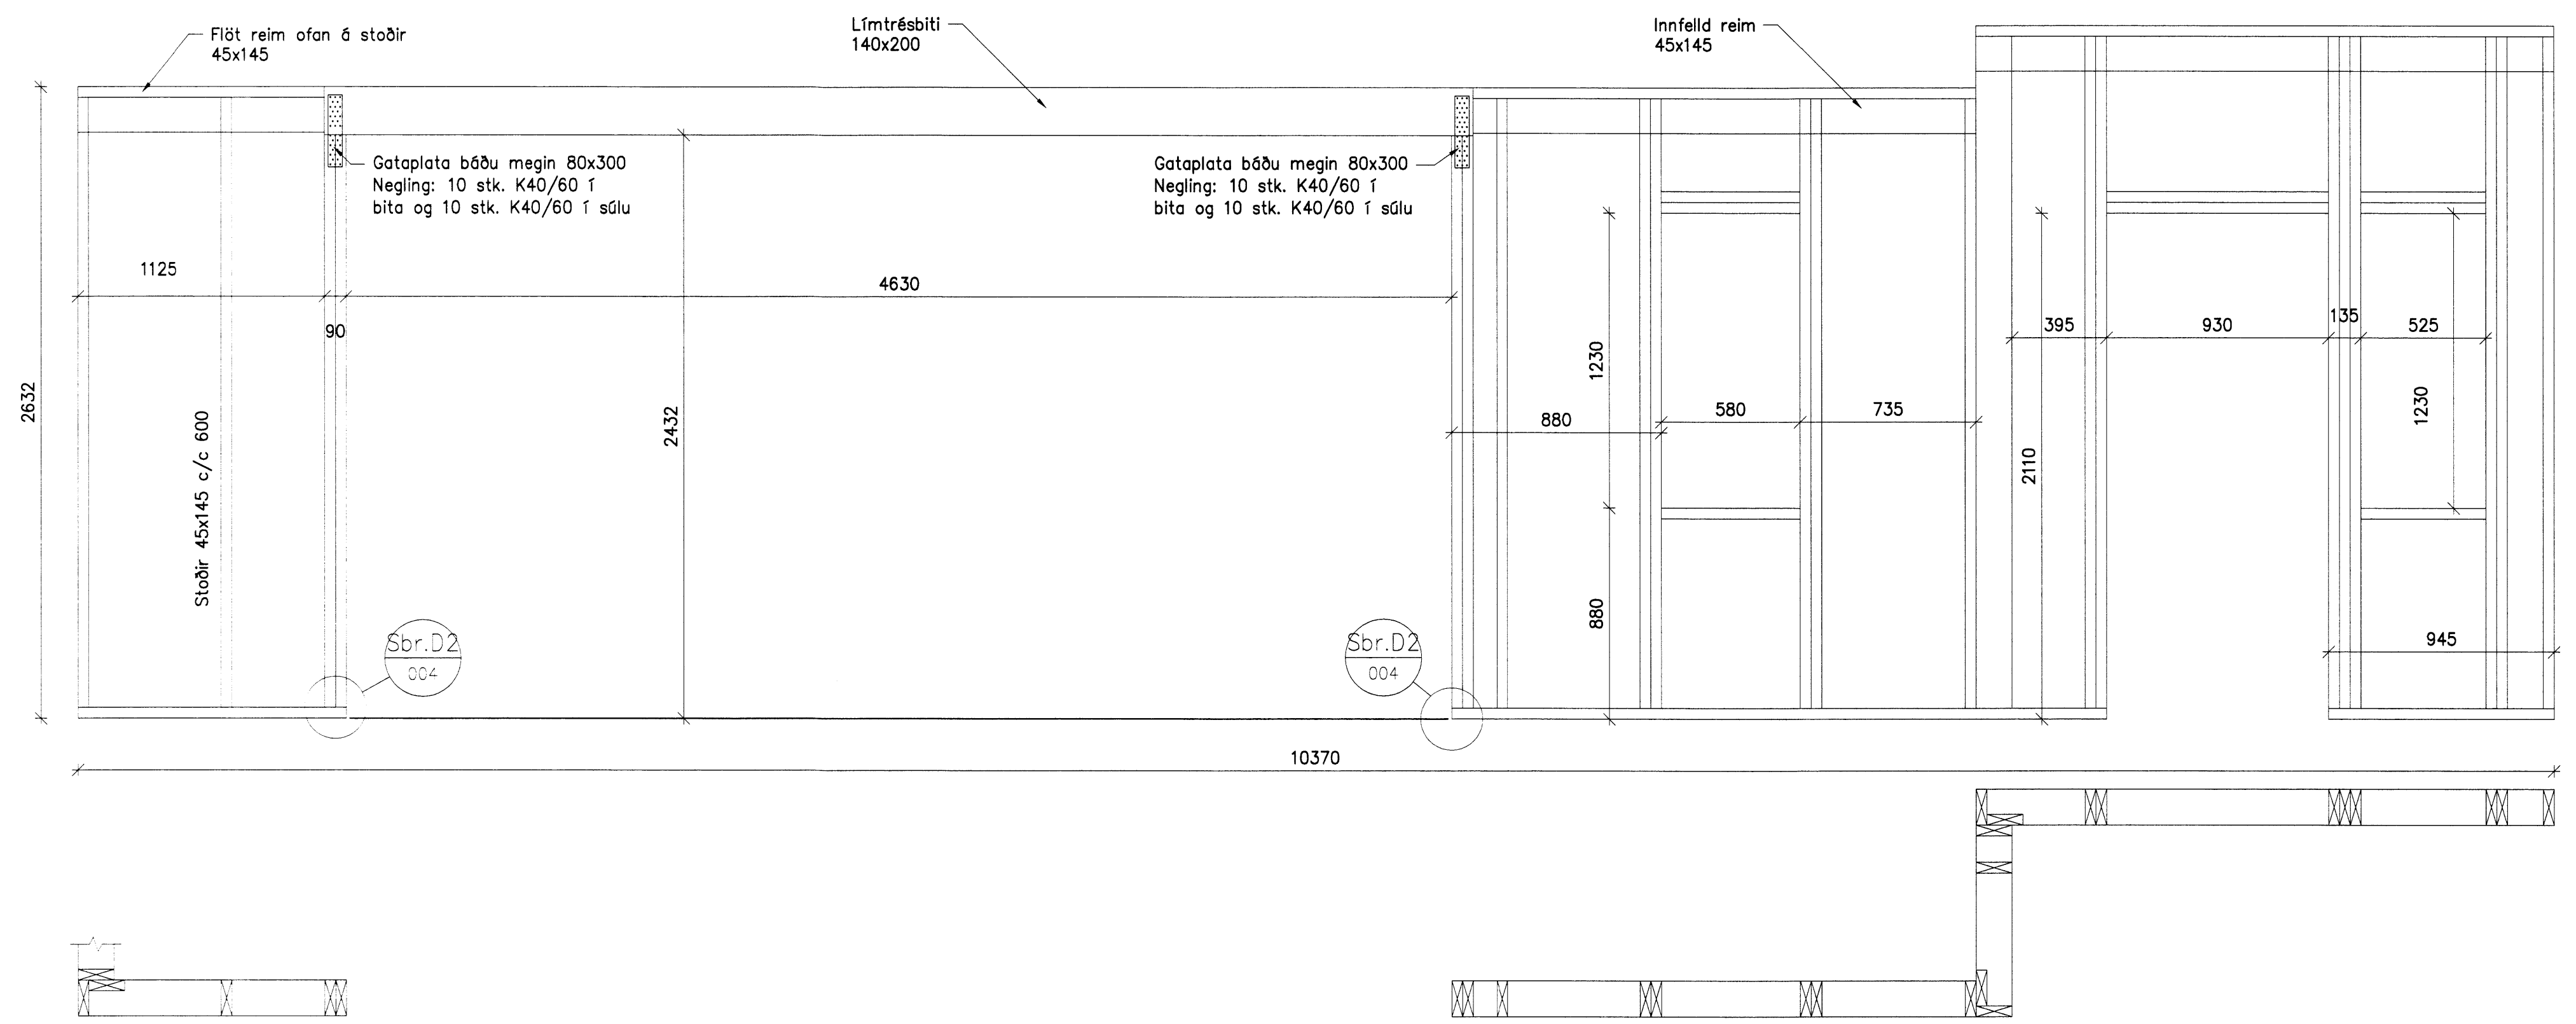 Flöt reim ofan á stoðir
45x145
Límtrésbiti
140x200
Innfelld reim
45x145
Gataplata báðu megin 80x300
Negling: 10 stk. K40/60 í
bita og 10 stk. K40/60 í súlu
Gataplata báðu megin 80x300
Negling: 10 stk. K40/60 í
bita og 10 stk. K40/60 í súlu
1125
90
4630
2632
Stoðir 45x145 c/c 600
2432
1230
880
580
735
880
395
930
135
525
1230
2110
945
Sbr.D2
004
Sbr.D2
004
10370